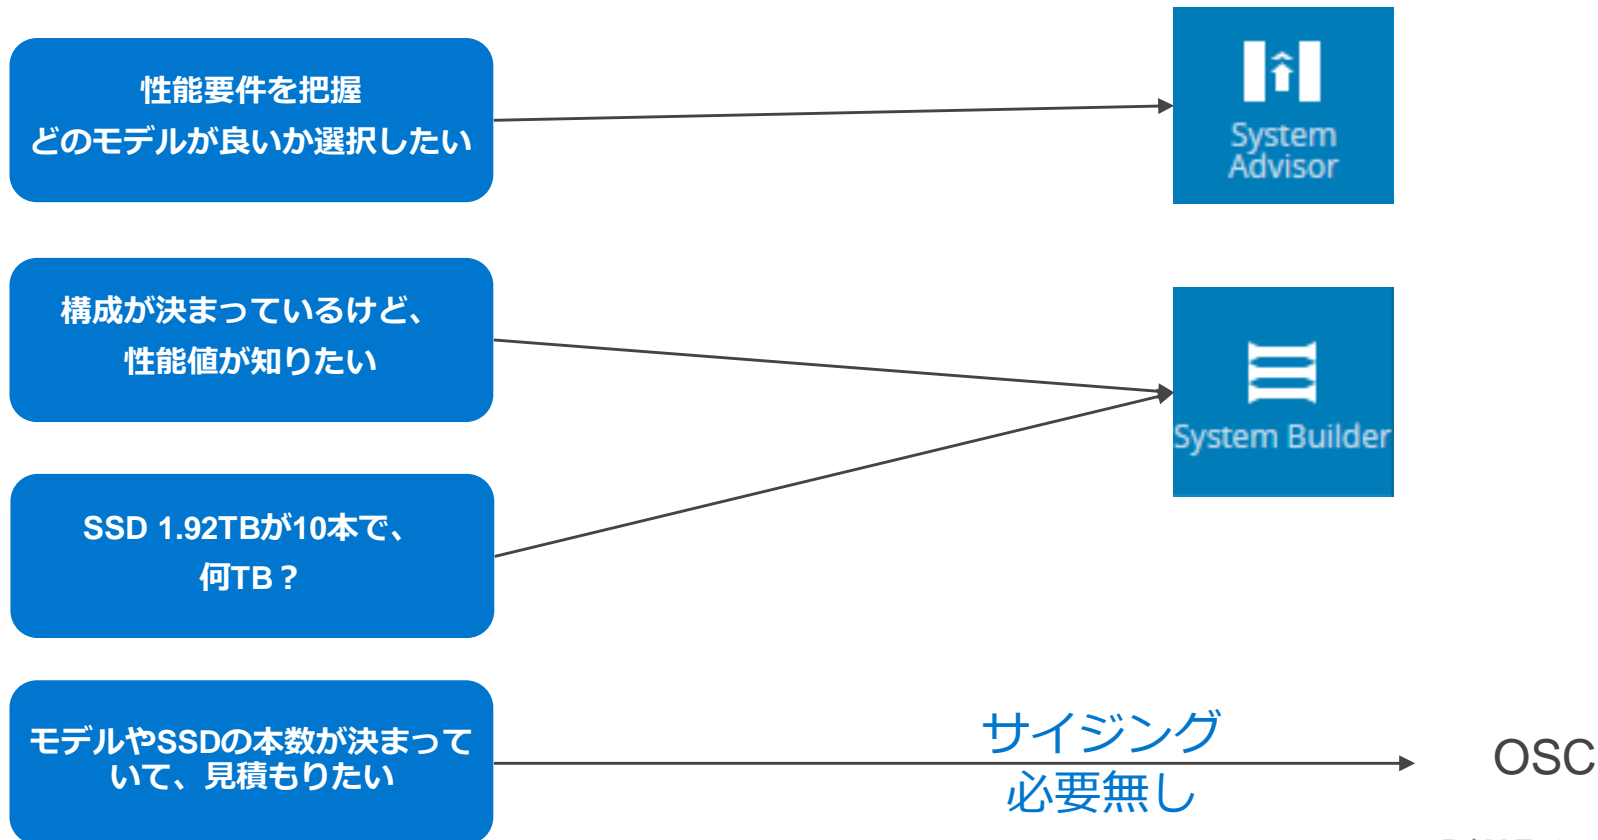 性能要件を把握
どのモデルが良いか選択したい
System
Advisor
構成が決まっているけど、
性能値が知りたい
System Builder
SSD 1.92TBが10本で、
何TB？
モデルやSSDの本数が決まって
いて、見積もりたい
サイジング
必要無し
OSC